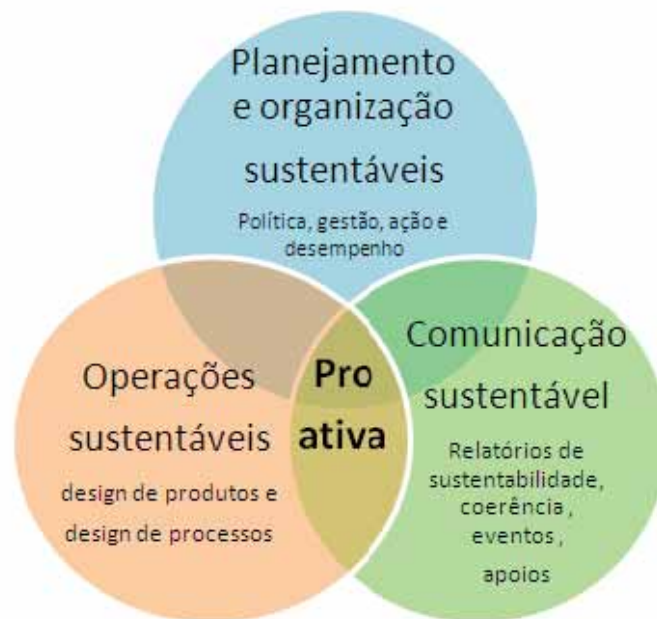 Planejamento
e organização
sustentáveis
Política, gestão, ação e
desempenho
Operações
sustentáveis
design de produtos e
design de processos
Pro
ativa
Comunicação
sustentável
Relatórios de
sustentabilidade,
coerência ,
eventos ,
apoios